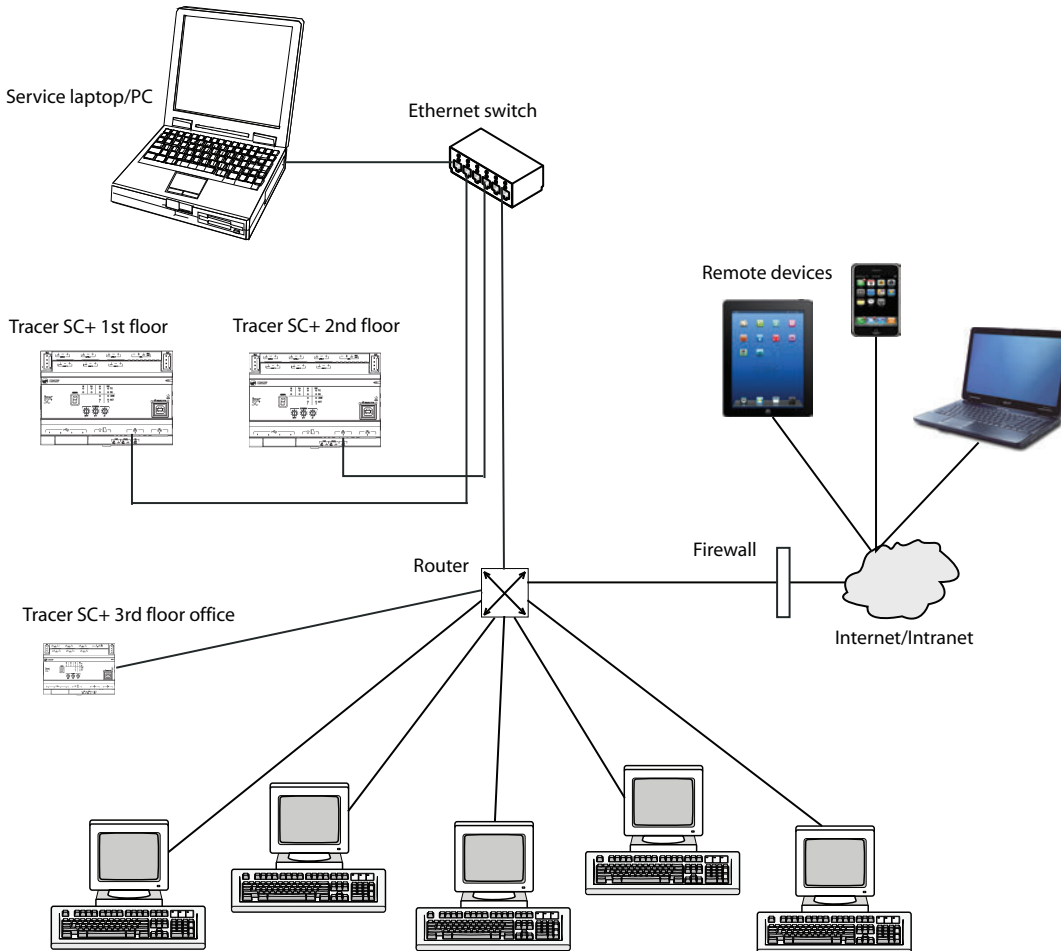 Service laptop/PC
Ethernet switch
Remote devices
Tracer SC+ 1st floor
Tracer SC+ 2nd floor
Firewall
Router
Tracer SC+ 3rd floor office
Internet/Intranet